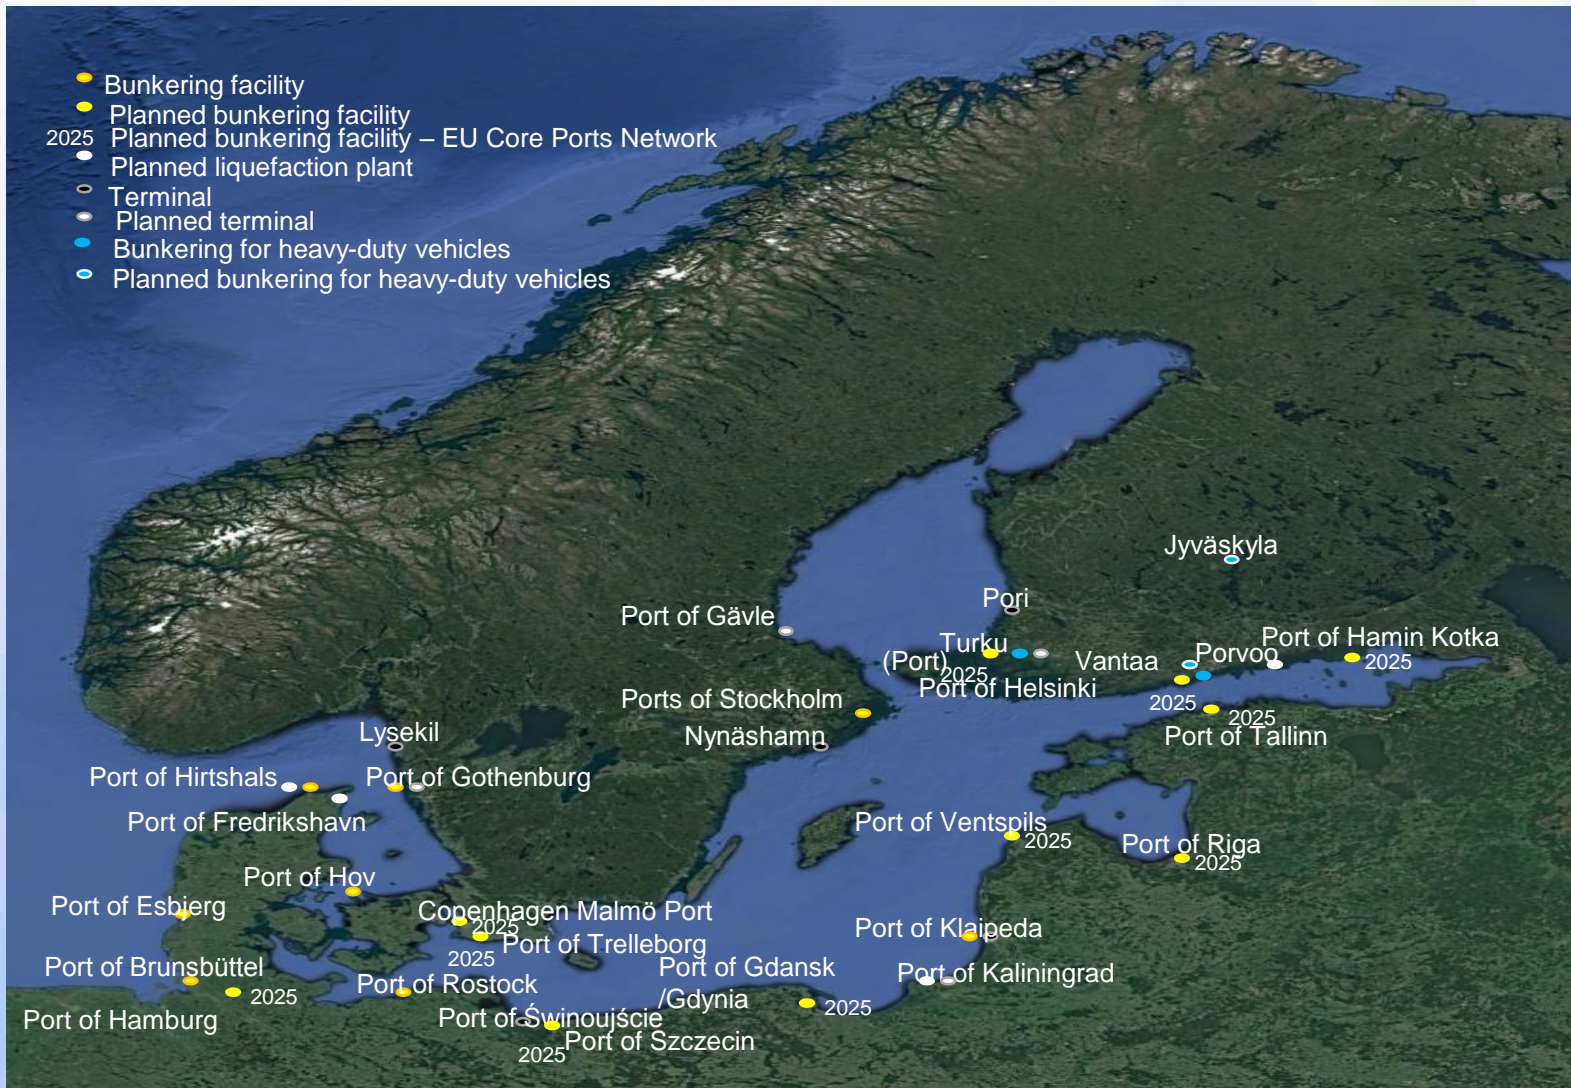 Bunkering facility
Planned bunkering facility
2025 Planned bunkering facility – EU Core Ports Network
Planned liquefaction plant
Terminal
Planned terminal
Bunkering for heavy-duty vehicles
Planned bunkering for heavy-duty vehicles
Jyväskyla
Pori
Port of Gävle
Turku
(Port)
2025
Vantaa
Porvoo
Port of Hamin Kotka
2025
Port of Helsinki
2025
Ports of Stockholm
2025
Port of Tallinn
Lysekil
Nynäshamn
Port of Hirtshals
Port of Gothenburg
Port of Fredrikshavn
Port of Ventspils
2025
Port of Riga
2025
Port of Hov
Port of Esbjerg
Copenhagen Malmö Port
2025
Port of Trelleborg
2025
Port of Klaipeda
Port of Brunsbüttel
2025
Port of Hamburg
Port of Rostock
Port of Gdansk
/Gdynia
2025
Port of Kaliningrad
Port of Świnoujście
2025
Port of Szczecin